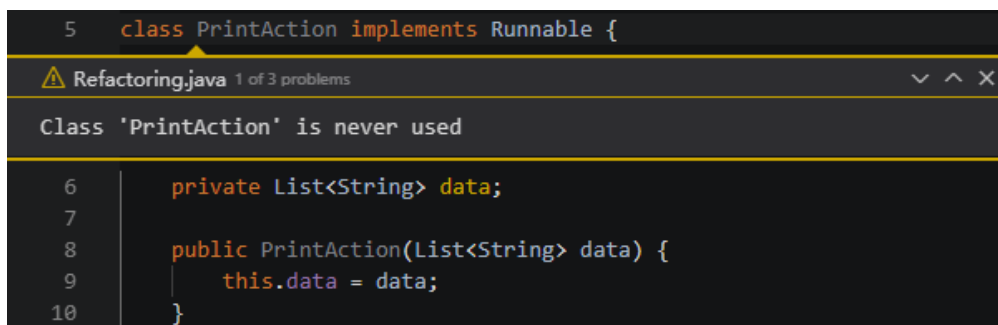 5 class PrintAction implements Runnable {
Refactoring.java 1 of 3 problems
Class 'PrintAction' is never used
6 private List<String> data;
7
8 public PrintAction(List<String> data) {
9 this.data = data;
10 }